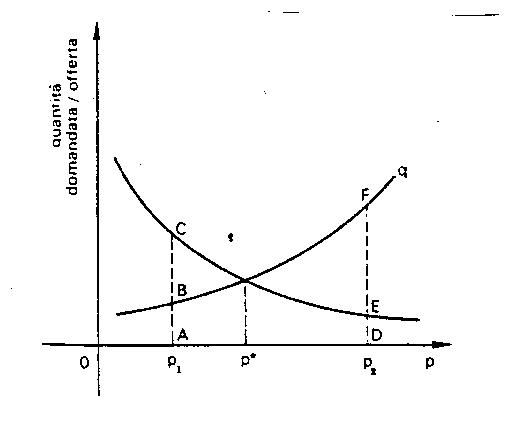 quantità
domandata / offerta
q
F
C
B
E
A
D
0
p₁
p*
p₂
p